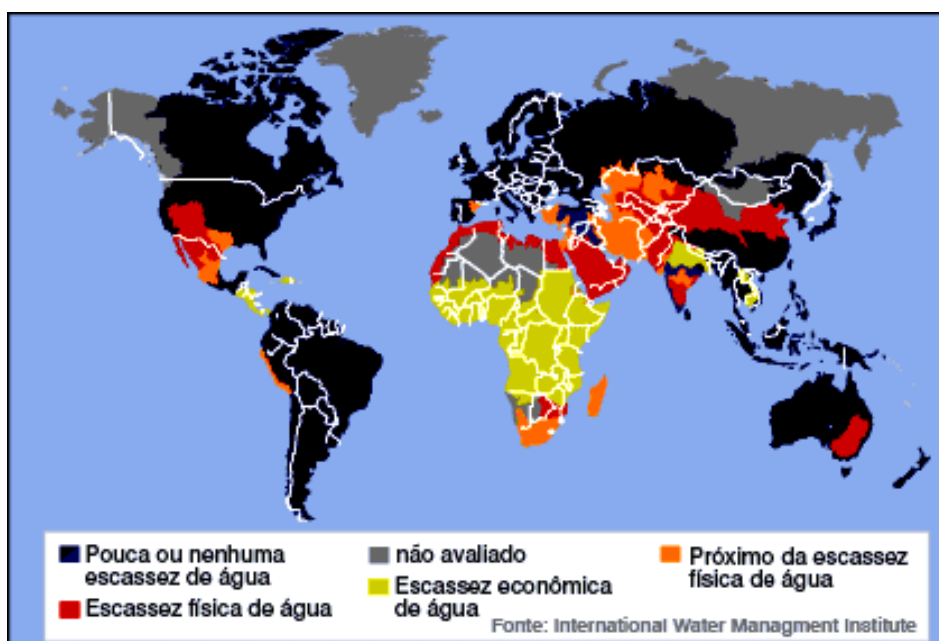 Pouca ou nenhuma
escassez de água
Escassez física de água
não avaliado
Escassez econômica
de água
Próximo da escassez
física de água
Fonte: International Water Managment Institute